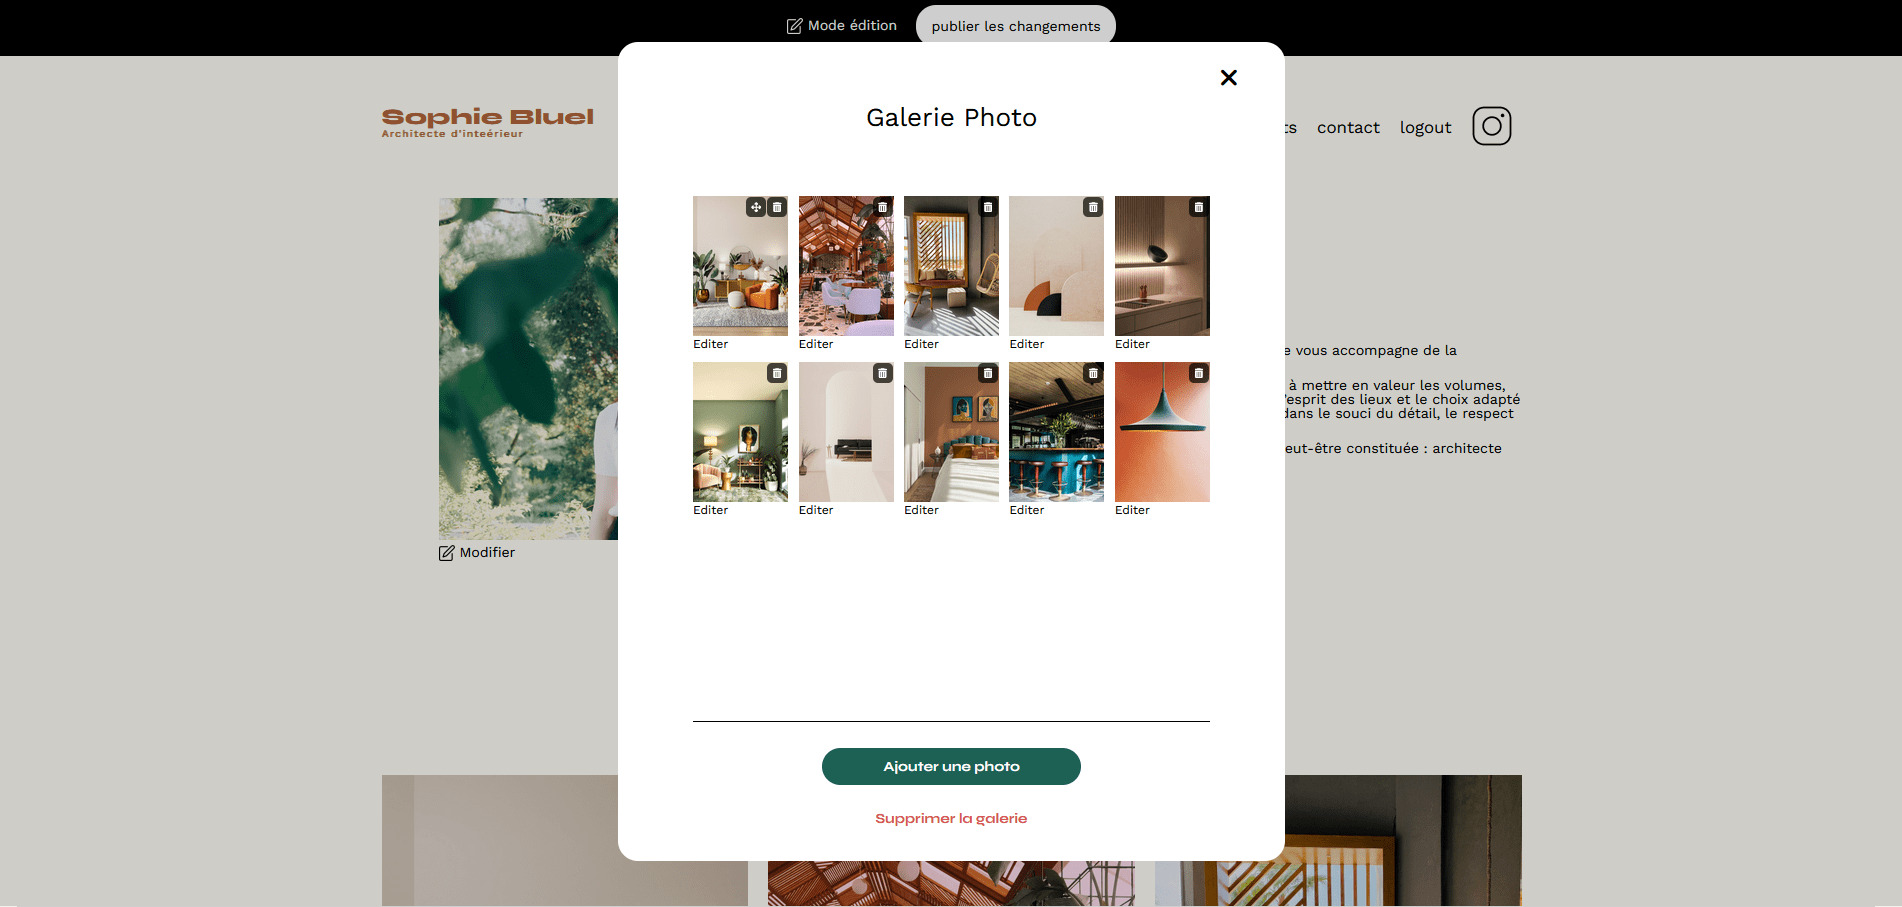 Mode édition
publier les changements
Sophie Bluel
Architecte d'inteérieur
contact
logout
Galerie Photo
Editer
Editer
Editer
Editer
Editer
Editer
Editer
Editer
Editer
Editer
Modifier
vous accompagne de la
à mettre en valeur les volumes,
esprit des lieux et le choix adapté
dans le souci du détail, le respect
eut-être constituée : architecte
Ajouter une photo
Supprimer la galerie